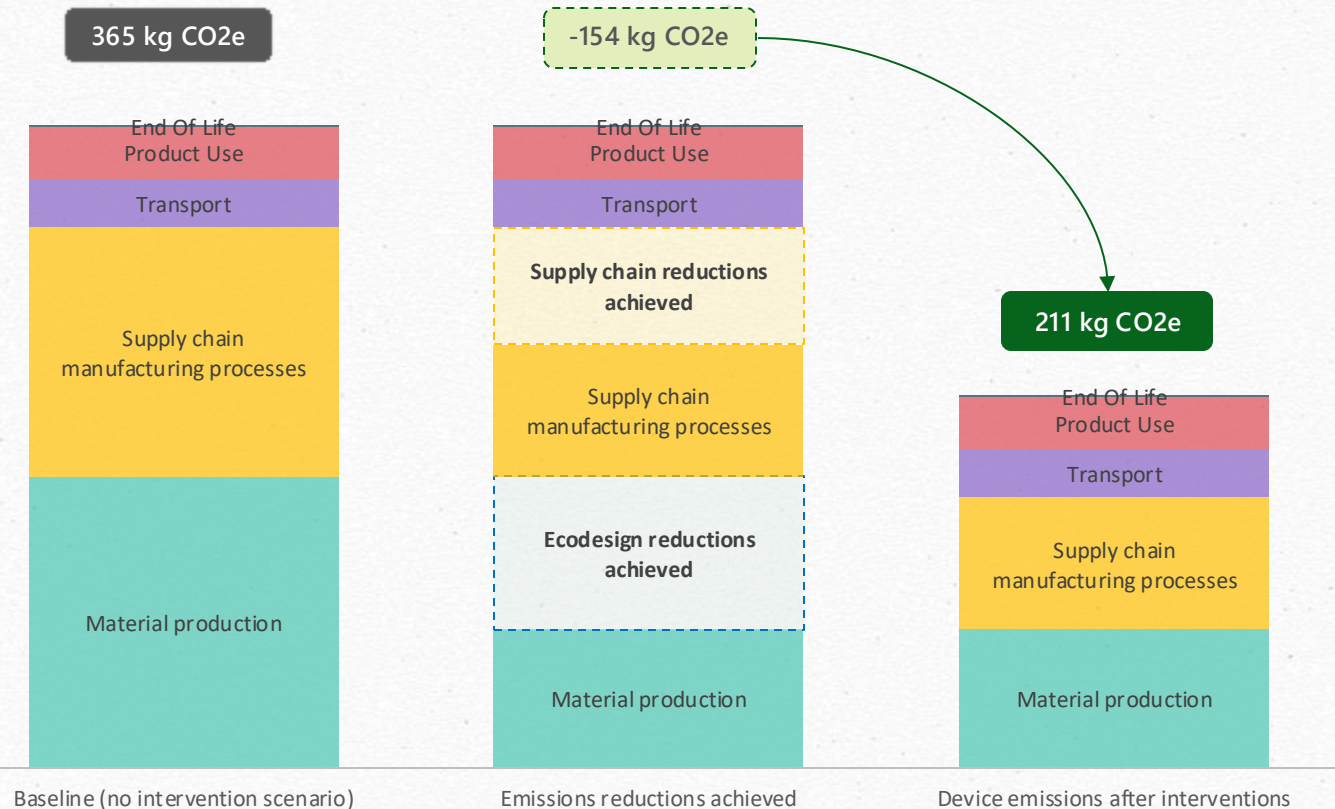 365 kg CO2e
-154 kg CO2e
End Of Life
Product Use
Transport
Supply chain
manufacturing processes
Material production
Baseline (no intervention scenario)
End Of Life
Product Use
Transport
Supply chain reductions
achieved
Supply chain
manufacturing processes
Ecodesign reductions
achieved
Material production
Emissions reductions achieved
211 kg CO2e
End Of Life
Product Use
Transport
Supply chain
manufacturing processes
Material production
Device emissions after interventions